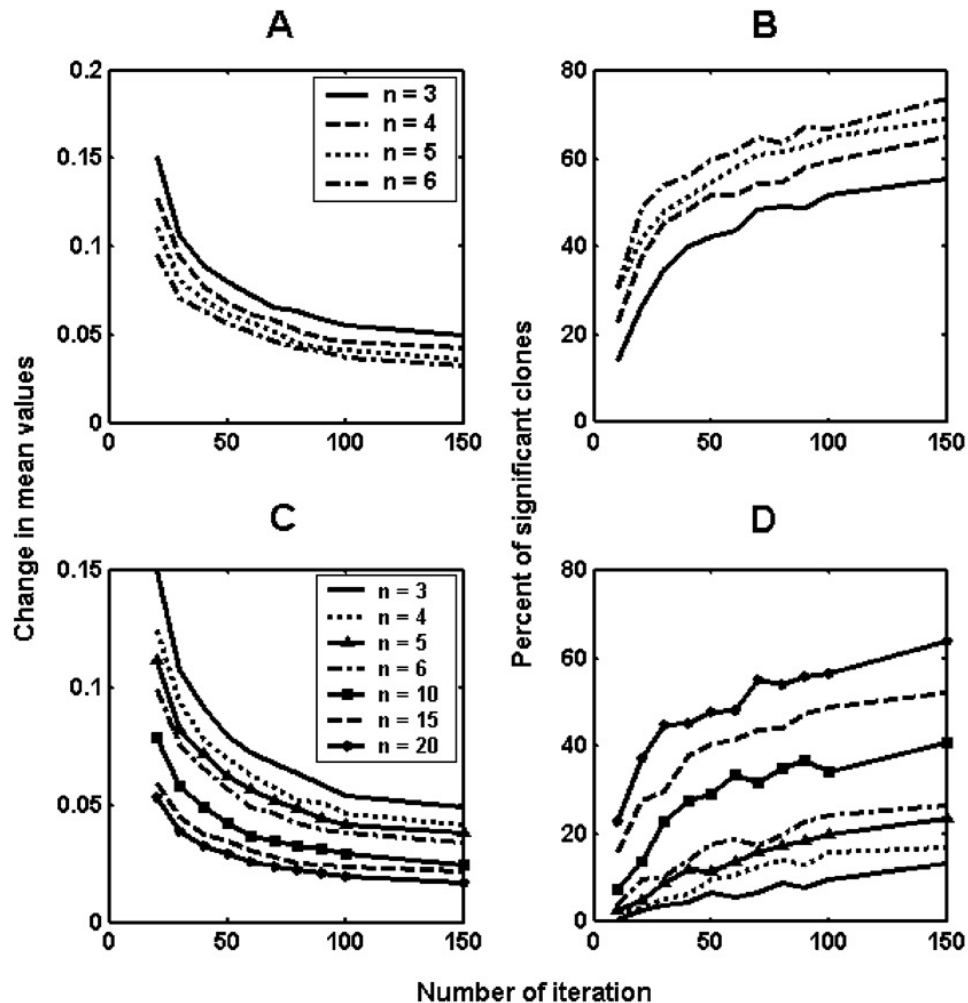 A
0.2
0.15
0.1
0.05
0
0
50
100
150
n = 3
n = 4
n = 5
n = 6
B
80
60
40
20
0
0
50
100
150
Change in mean values
Percent of significant clones
C
0.15
0.1
0.05
0
0
50
100
150
n = 3
n = 4
n = 5
n = 6
n = 10
n = 15
n = 20
D
80
60
40
20
0
0
50
100
150
Number of iteration